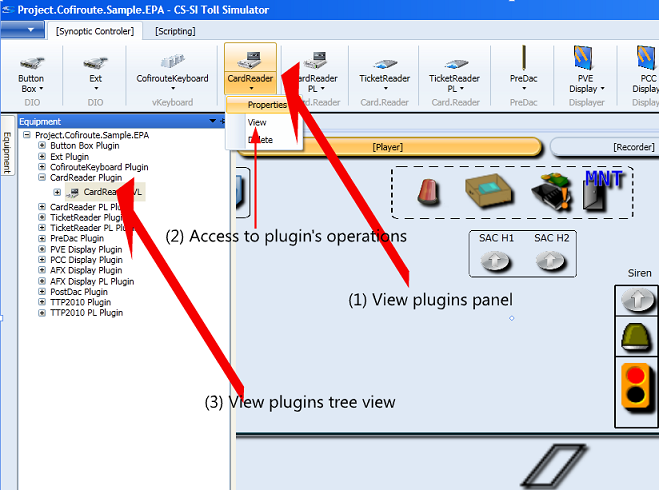 Project.Cofiroute.Sample.EPA - CS-SI Toll Simulator
[Synoptic Controler] [Scripting]
Button Box Ext CofirouteKeyboard CardReader CardReader PL TicketReader TicketReader PL PreDac PVE Display PCC Display
DIO DIO vKeyboard Card.Reader Card.Reader Card.Reader Displayer Display
Properties
View
Delete
Equipment
Equipment
[Player] [Recorder]
Project.Cofiroute.Sample.EPA
Button Box Plugin
Ext Plugin
CofirouteKeyboard Plugin
CardReader Plugin
CardReader VL
CardReader PL Plugin
TicketReader Plugin
TicketReader PL Plugin
PreDac Plugin
PVE Display Plugin
PCC Display Plugin
AFX Display Plugin
AFX Display PL Plugin
PostDac Plugin
TTP2010 Plugin
TTP2010 PL Plugin
MNT
SAC H1 SAC H2
Siren
(2) Access to plugin's operations
(1) View plugins panel
(3) View plugins tree view